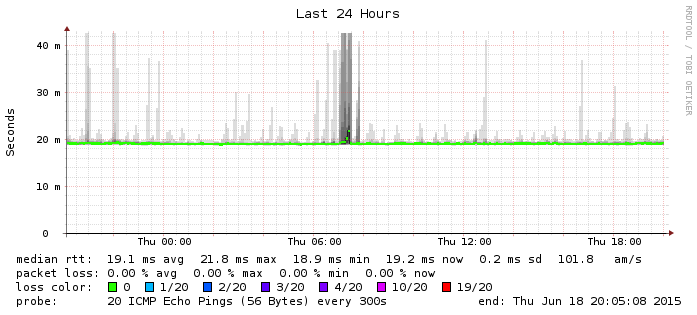 Last 24 Hours
RRDTOOL / TOBI OETIKER
Seconds
40 m
30 m
20 m
10 m
0
Thu 00:00 Thu 06:00 Thu 12:00 Thu 18:00
median rtt: 19.1 ms avg 21.8 ms max 18.9 ms min 19.2 ms now 0.2 ms sd 101.8 am/s
packet loss: 0.00 % avg 0.00 % max 0.00 % min 0.00 % now
loss color: 0 1/20 2/20 3/20 4/20 10/20 19/20
probe: 20 ICMP Echo Pings (56 Bytes) every 300s end: Thu Jun 18 20:05:08 2015